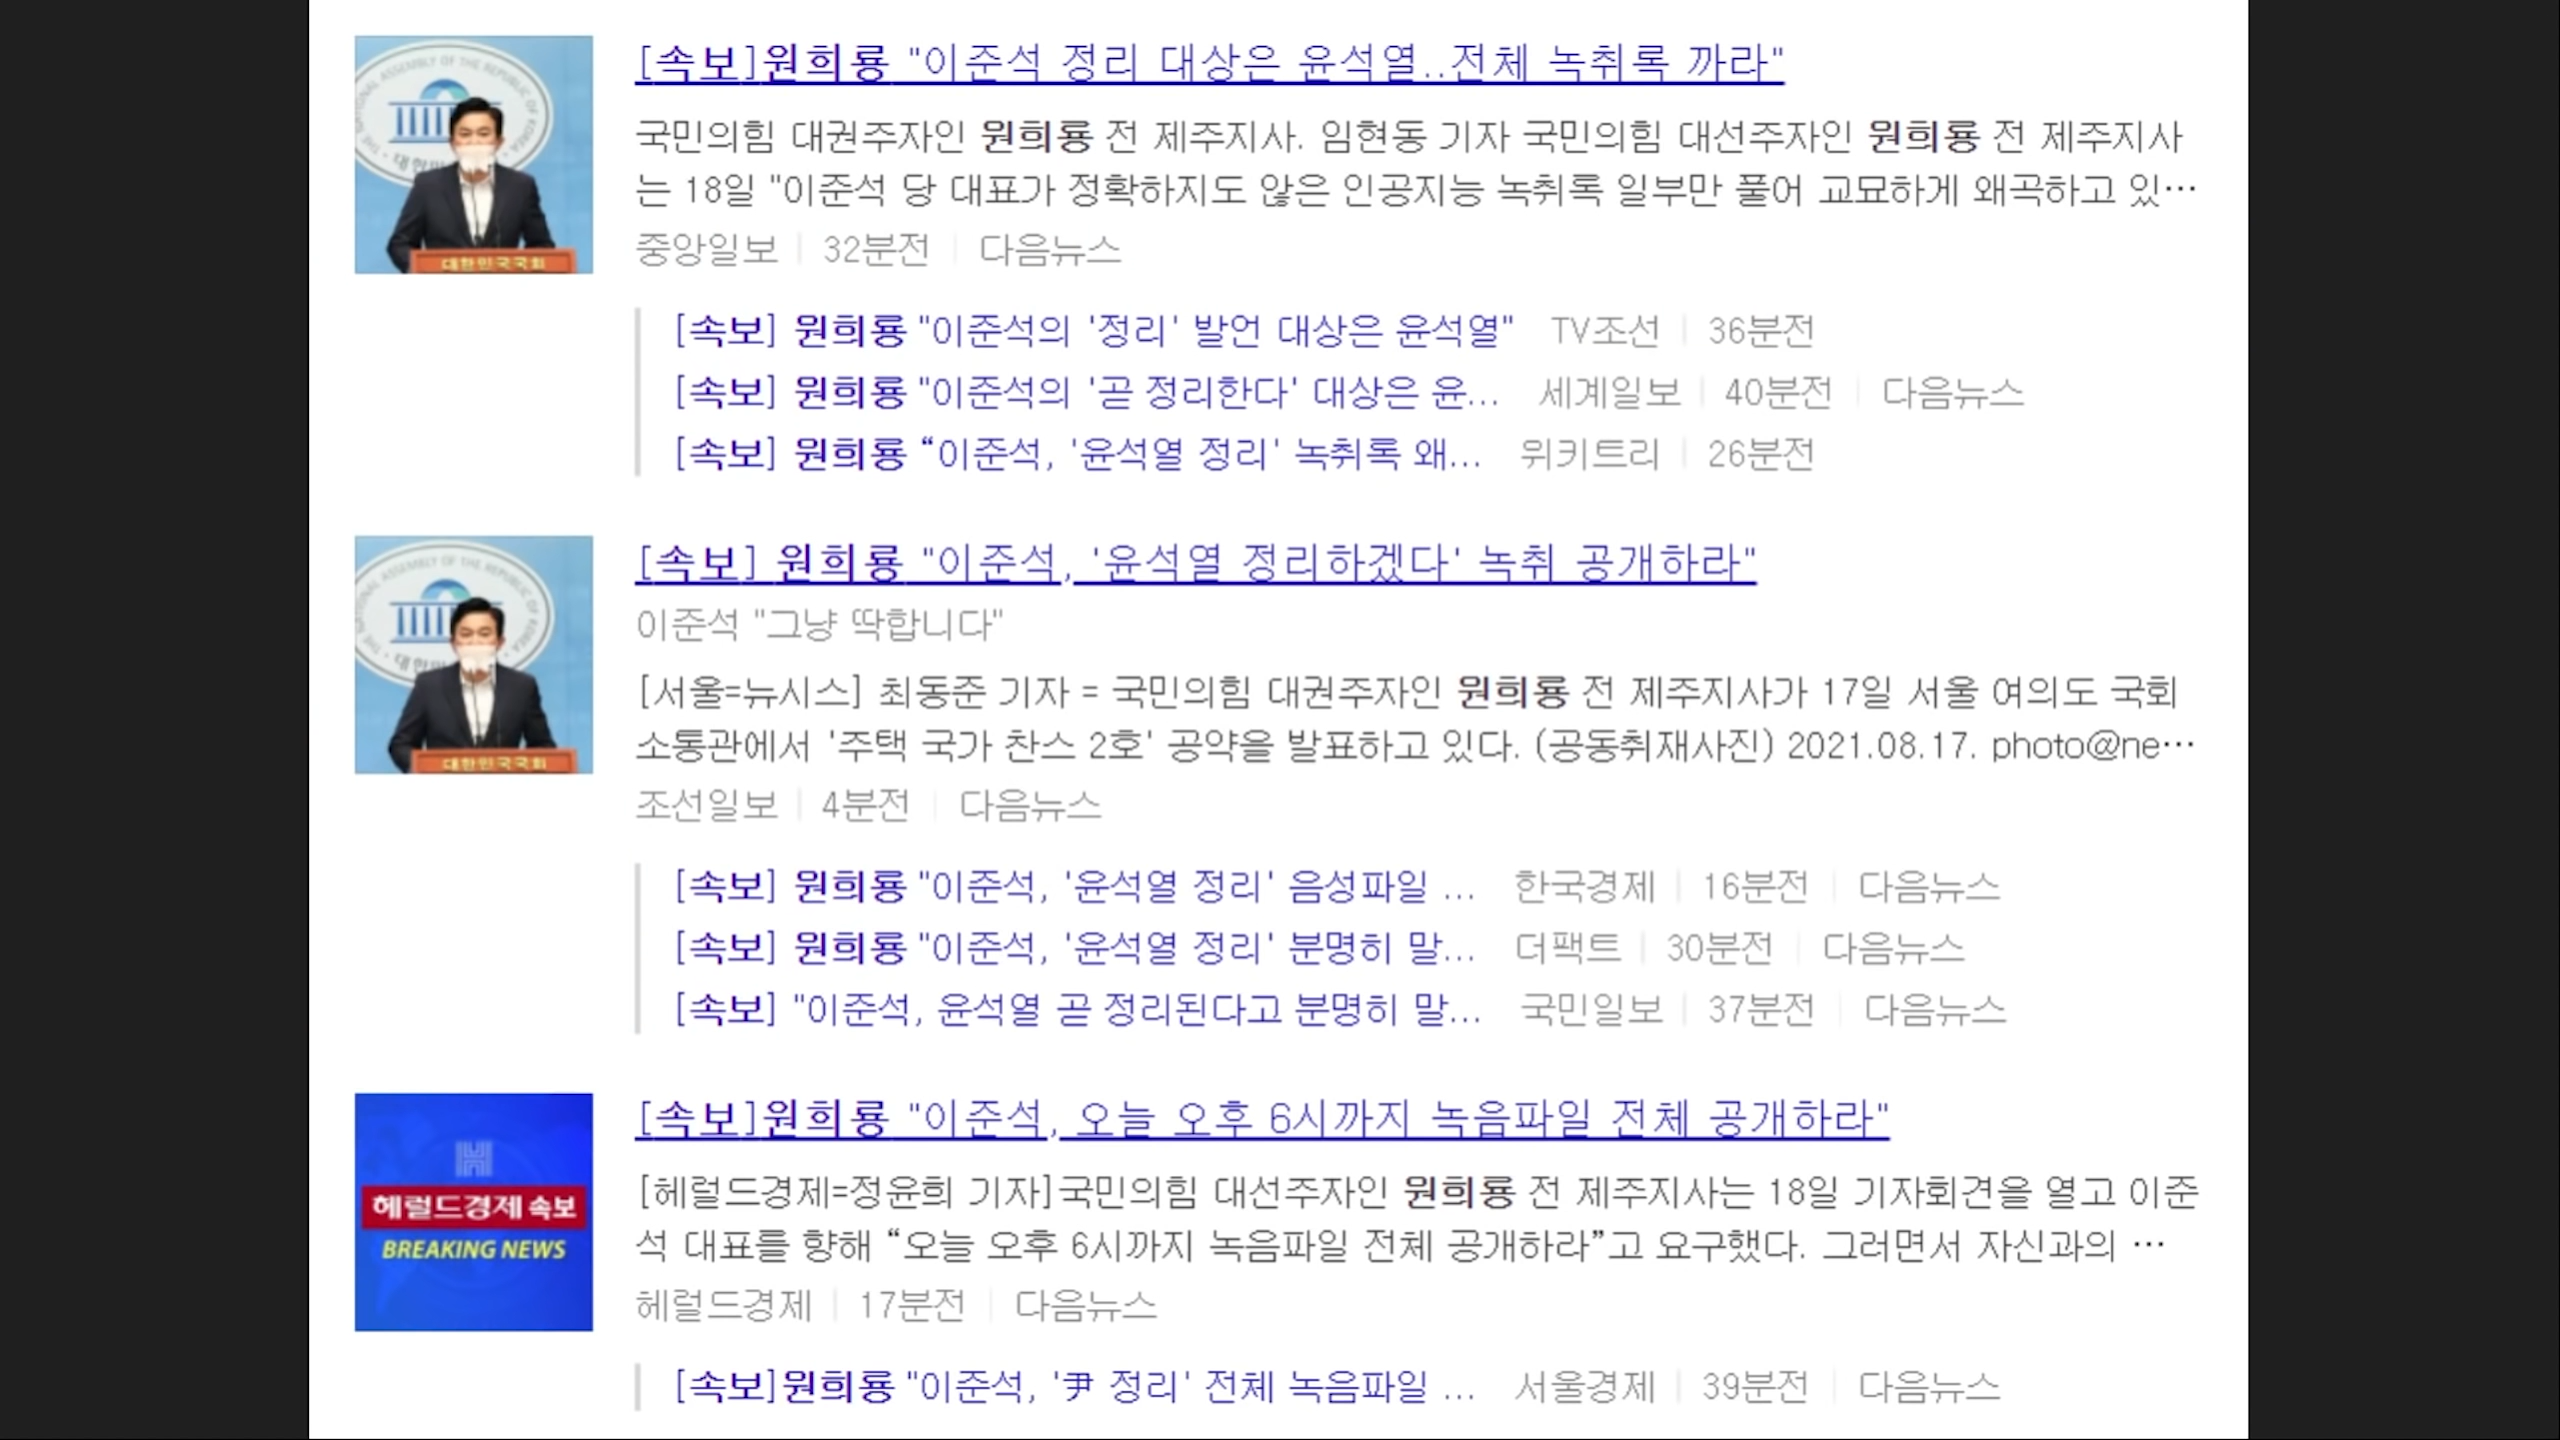 [속보]원희룡 "이준석 정리 대상은 윤석열..전체 녹취록 까라"
국민의힘 대권주자인 원희룡 전 제주지사. 임현동 기자 국민의힘 대선주자인 원희룡 전 제주지사
는 18일 "이준석 당 대표가 정확하지도 않은 인공지능 녹취록 일부만 풀어 교묘하게 왜곡하고 있…
중앙일보 | 32분전 | 다음뉴스
대한민국국회
[속보] 원희룡 "이준석의 '정리' 발언 대상은 윤석열" TV조선 | 36분전
[속보] 원희룡 "이준석의 '곧 정리한다' 대상은 윤... 세계일보 | 40분전 | 다음뉴스
[속보] 원희룡 “이준석, '윤석열 정리' 녹취록 왜... 위키트리 | 26분전
[속보] 원희룡 "이준석, '윤석열 정리하겠다' 녹취 공개하라"
이준석 "그냥 딱합니다"
[서울=뉴시스] 최동준 기자 = 국민의힘 대권주자인 원희룡 전 제주지사가 17일 서울 여의도 국회
소통관에서 '주택 국가 찬스 2호' 공약을 발표하고 있다. (공동취재사진) 2021.08.17. photo@ne…
조선일보 | 4분전 | 다음뉴스
대한민국국회
[속보] 원희룡 "이준석, '윤석열 정리' 음성파일 ... 한국경제 | 16분전 | 다음뉴스
[속보] 원희룡 "이준석, '윤석열 정리' 분명히 말... 더팩트 | 30분전 | 다음뉴스
[속보] "이준석, 윤석열 곧 정리된다고 분명히 말... 국민일보 | 37분전 | 다음뉴스
[속보]원희룡 "이준석, 오늘 오후 6시까지 녹음파일 전체 공개하라"
헤럴드경제 속보
BREAKING NEWS
[헤럴드경제=정윤희 기자]국민의힘 대선주자인 원희룡 전 제주지사는 18일 기자회견을 열고 이준
석 대표를 향해 “오늘 오후 6시까지 녹음파일 전체 공개하라”고 요구했다. 그러면서 자신과의 …
헤럴드경제 | 17분전 | 다음뉴스
[속보]원희룡 "이준석, '尹 정리' 전체 녹음파일 ... 서울경제 | 39분전 | 다음뉴스